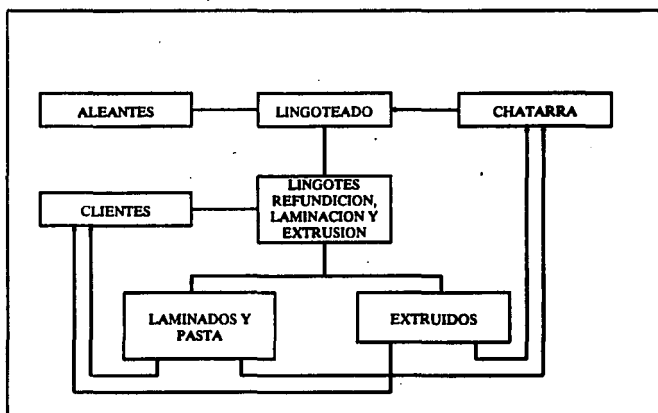 ALEANTES
LINGOTEADO
CHATARRA
CLIENTES
LINGOTES
REFUNDICION,
LAMINACION Y
EXTRUSION
LAMINADOS Y
PASTA
EXTRUIDOS